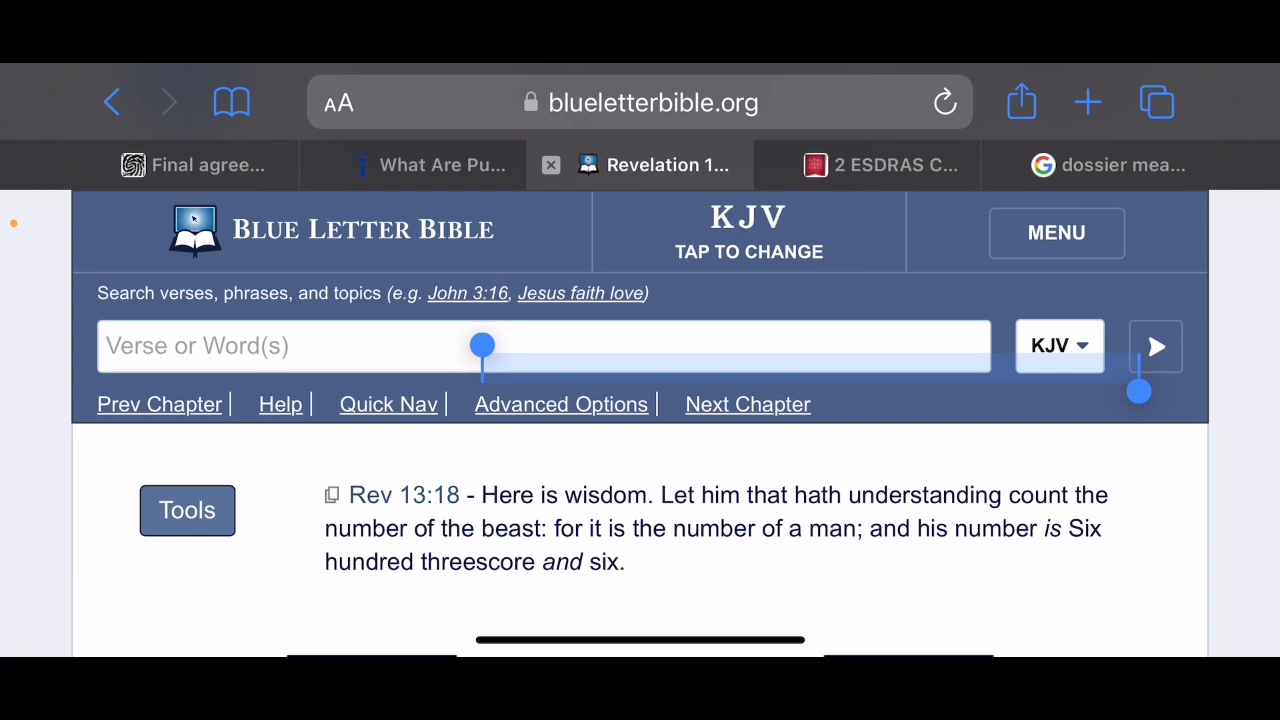 AA blueletterbible.org
Final agree... What Are Pu... Revelation 1... 2 ESDRAS C... dossier mea...
BLUE LETTER BIBLE KJV MENU
TAP TO CHANGE
Search verses, phrases, and topics (e.g. John 3:16, Jesus faith love)
Verse or Word(s) KJV
Prev Chapter| Help| Quick Nav| Advanced Options| Next Chapter
Tools
Rev 13:18 - Here is wisdom. Let him that hath understanding count the
number of the beast: for it is the number of a man; and his number is Six
hundred threescore and six.